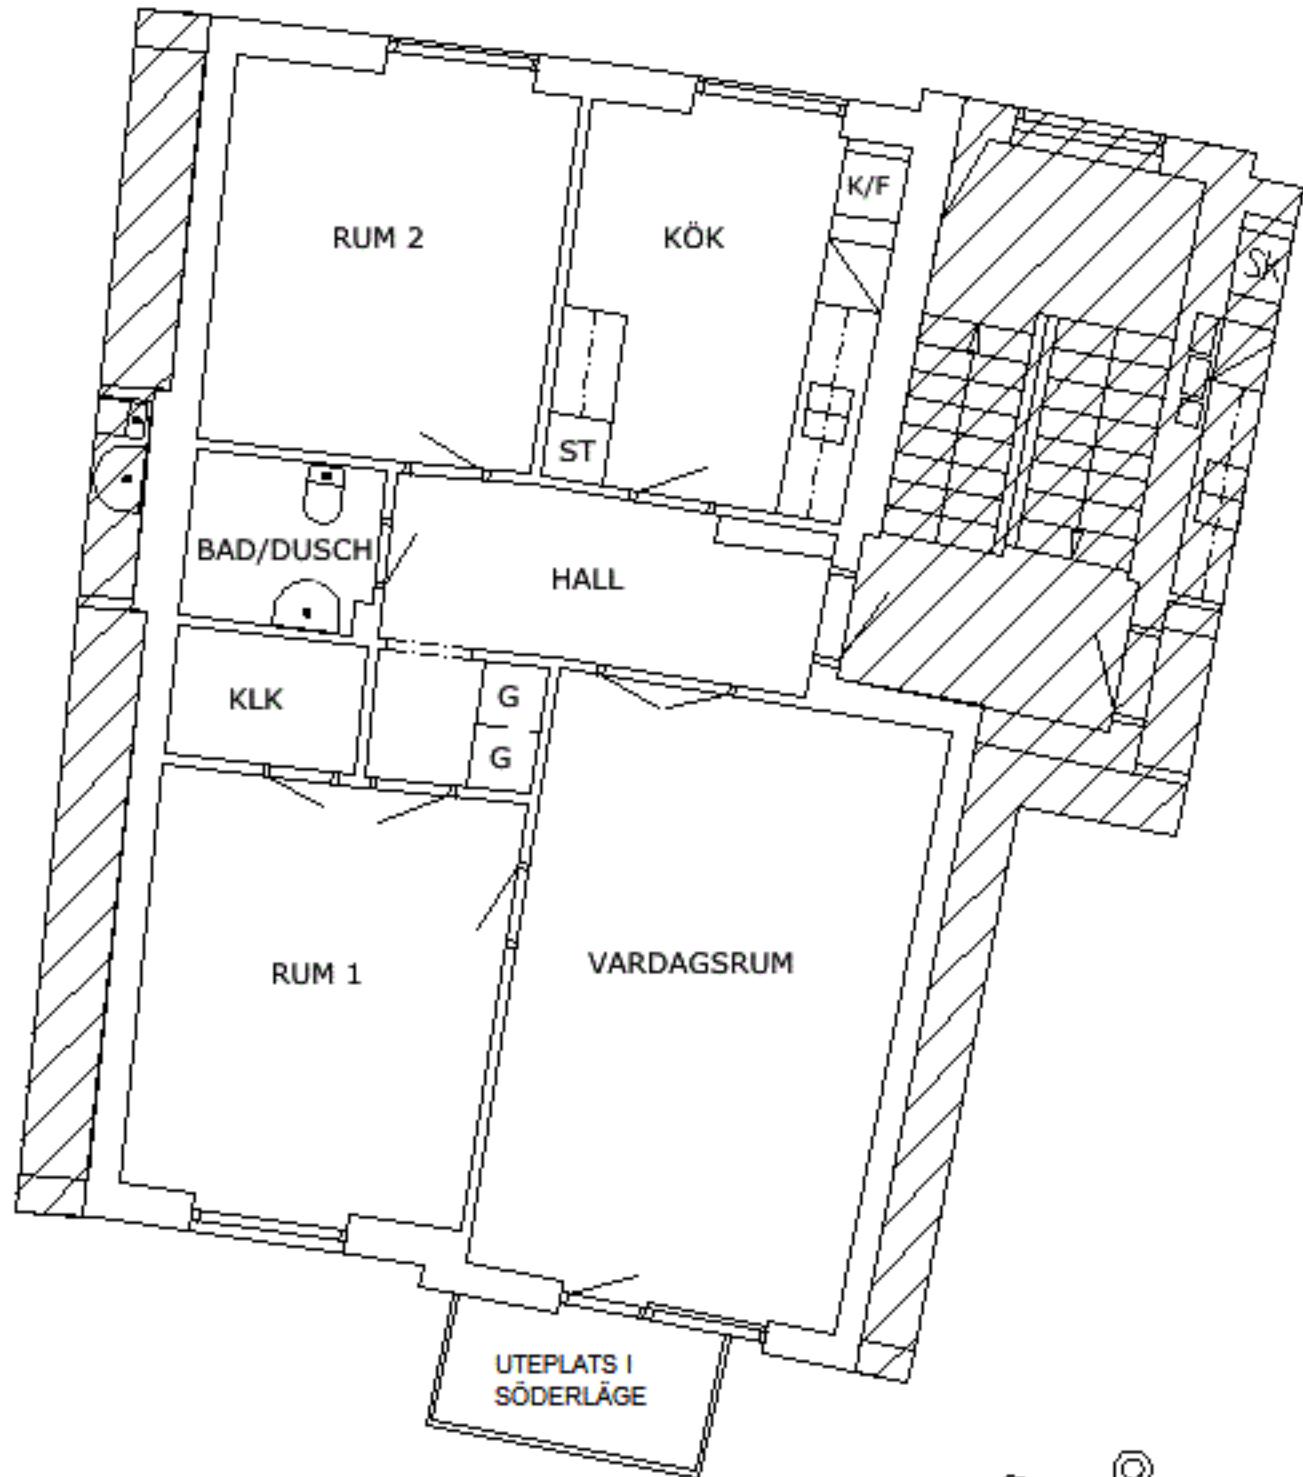 K/F
RUM 2
KÖK
SK
ST
BAD/DUSCH
HALL
KLK
G
G
RUM 1
VARDAGSRUM
UTEPLATS I
SÖDERLÄGE